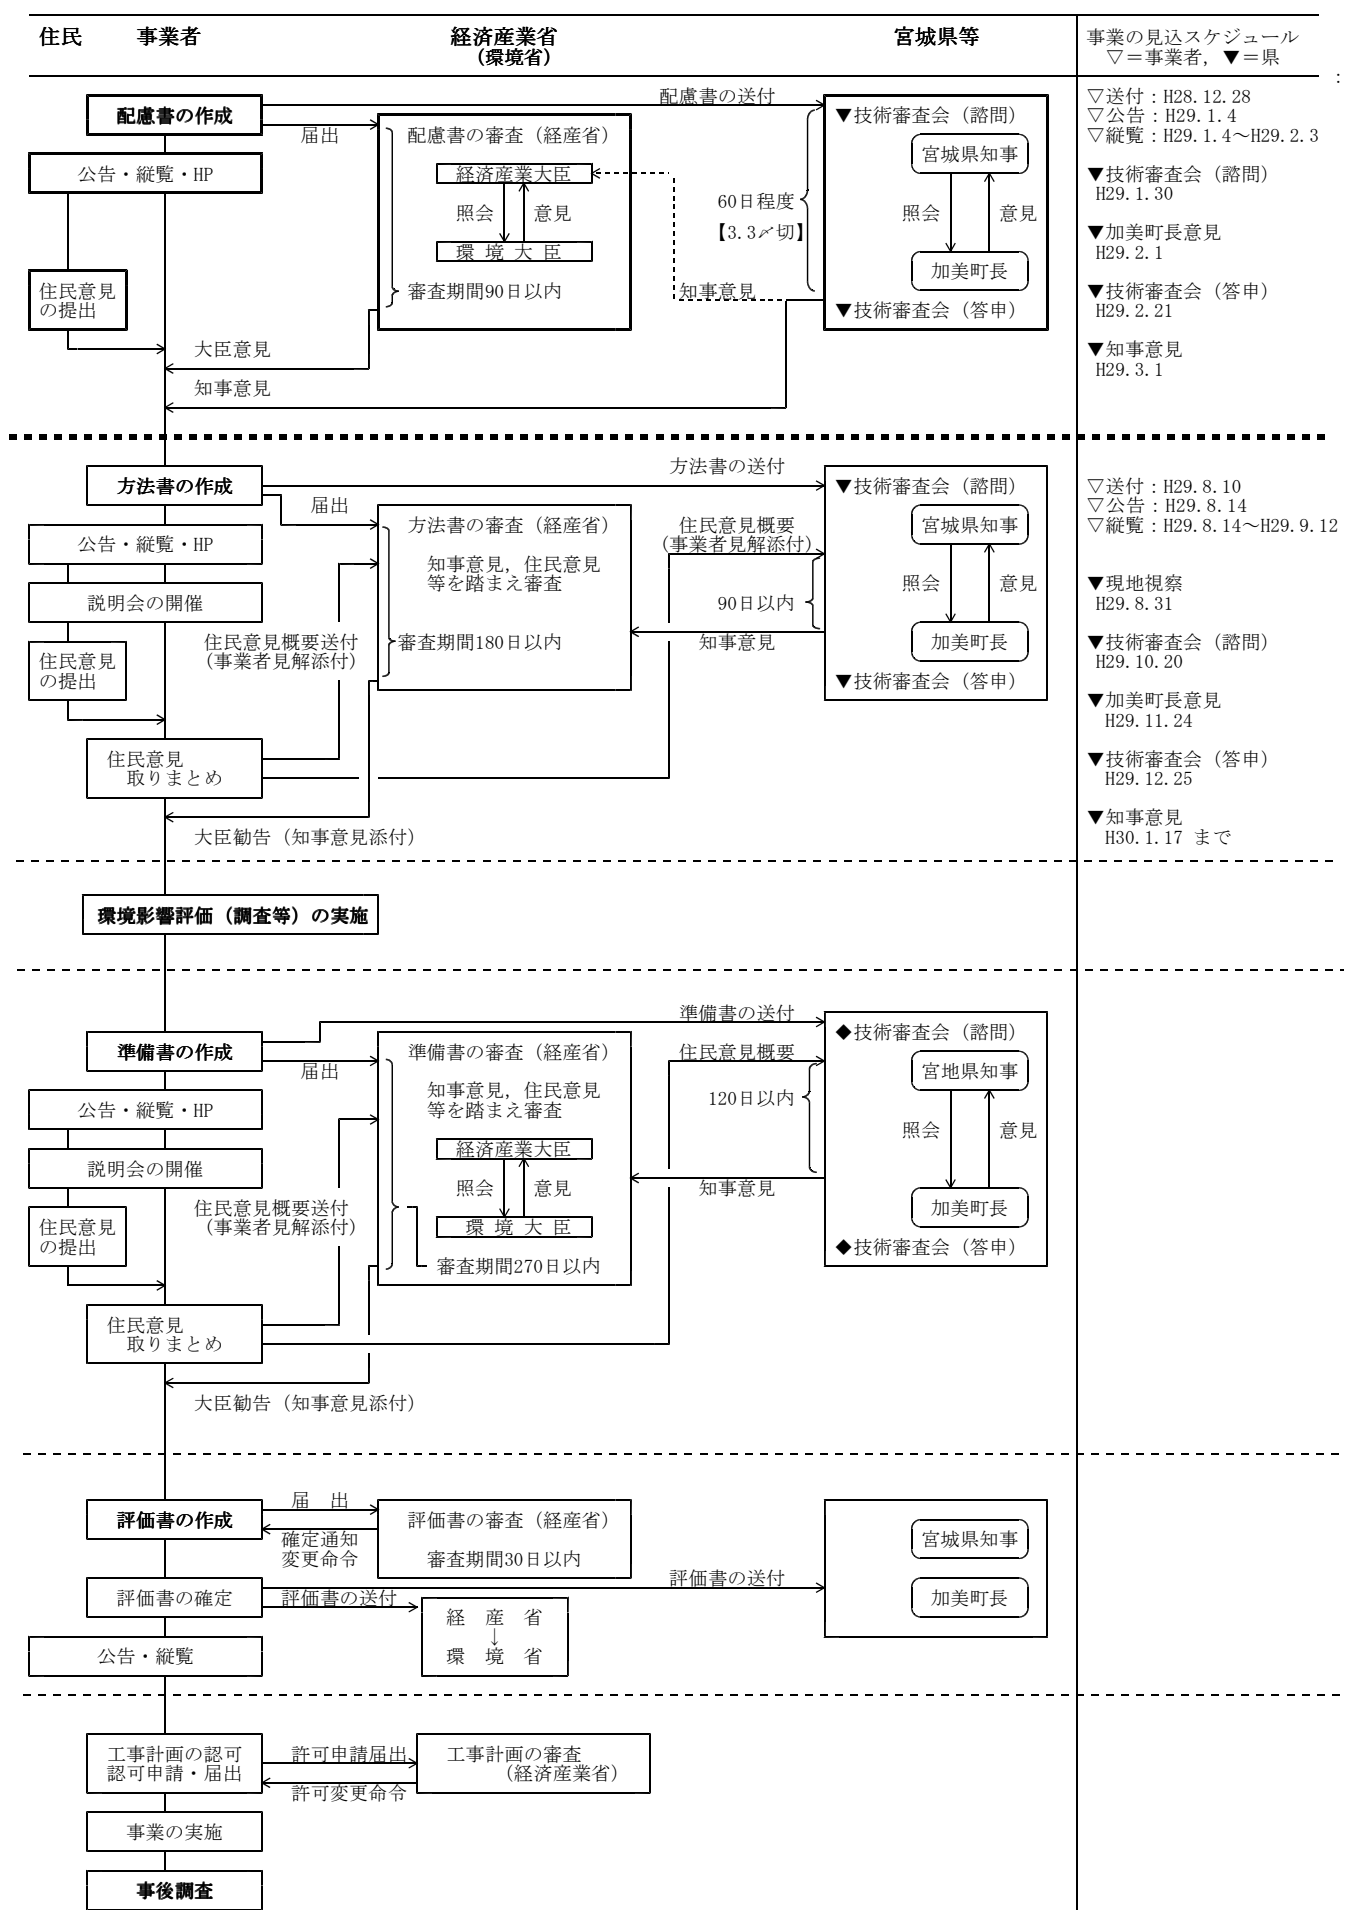 住民 事業者 経済産業省 宮城県等
(環境省)
事業の見込スケジュール
▽＝事業者，▼＝県
:
配慮書の作成
配慮書の送付
届出
公告・縦覧・HP
住民意見
の提出
配慮書の審査（経産省）
経済産業大臣
照会 意見
環 境 大 臣
審査期間90日以内
60日程度
【3.3〆切】
知事意見
▼技術審査会（諮問）
宮城県知事
照会 意見
加美町長
▼技術審査会（答申）
大臣意見
知事意見
▽送付：H28.12.28
▽公告：H29.1.4
▽縦覧：H29.1.4～H29.2.3
▼技術審査会（諮問）
H29.1.30
▼加美町長意見
H29.2.1
▼技術審査会（答申）
H29.2.21
▼知事意見
H29.3.1
方法書の作成
方法書の送付
届出
公告・縦覧・HP
説明会の開催
住民意見
の提出
住民意見概要送付
（事業者見解添付）
方法書の審査（経産省）
知事意見，住民意見
等を踏まえ審査
審査期間180日以内
住民意見概要
（事業者見解添付）
90日以内
知事意見
▼技術審査会（諮問）
宮城県知事
照会 意見
加美町長
▼技術審査会（答申）
住民意見
取りまとめ
大臣勧告（知事意見添付）
▽送付：H29.8.10
▽公告：H29.8.14
▽縦覧：H29.8.14～H29.9.12
▼現地視察
H29.8.31
▼技術審査会（諮問）
H29.10.20
▼加美町長意見
H29.11.24
▼技術審査会（答申）
H29.12.25
▼知事意見
H30.1.17 まで
環境影響評価（調査等）の実施
準備書の作成
準備書の送付
届出
公告・縦覧・HP
説明会の開催
住民意見
の提出
住民意見概要送付
（事業者見解添付）
準備書の審査（経産省）
知事意見，住民意見
等を踏まえ審査
経済産業大臣
照会 意見
環 境 大 臣
審査期間270日以内
住民意見概要
120日以内
知事意見
◆技術審査会（諮問）
宮地県知事
照会 意見
加美町長
◆技術審査会（答申）
住民意見
取りまとめ
大臣勧告（知事意見添付）
評価書の作成
届　出
確定通知
変更命令
評価書の審査（経産省）
審査期間30日以内
宮城県知事
加美町長
評価書の確定
評価書の送付
評価書の送付
経　産　省
↓
環　境　省
公告・縦覧
工事計画の認可
認可申請・届出
許可申請届出
許可変更命令
工事計画の審査
（経済産業省）
事業の実施
事後調査